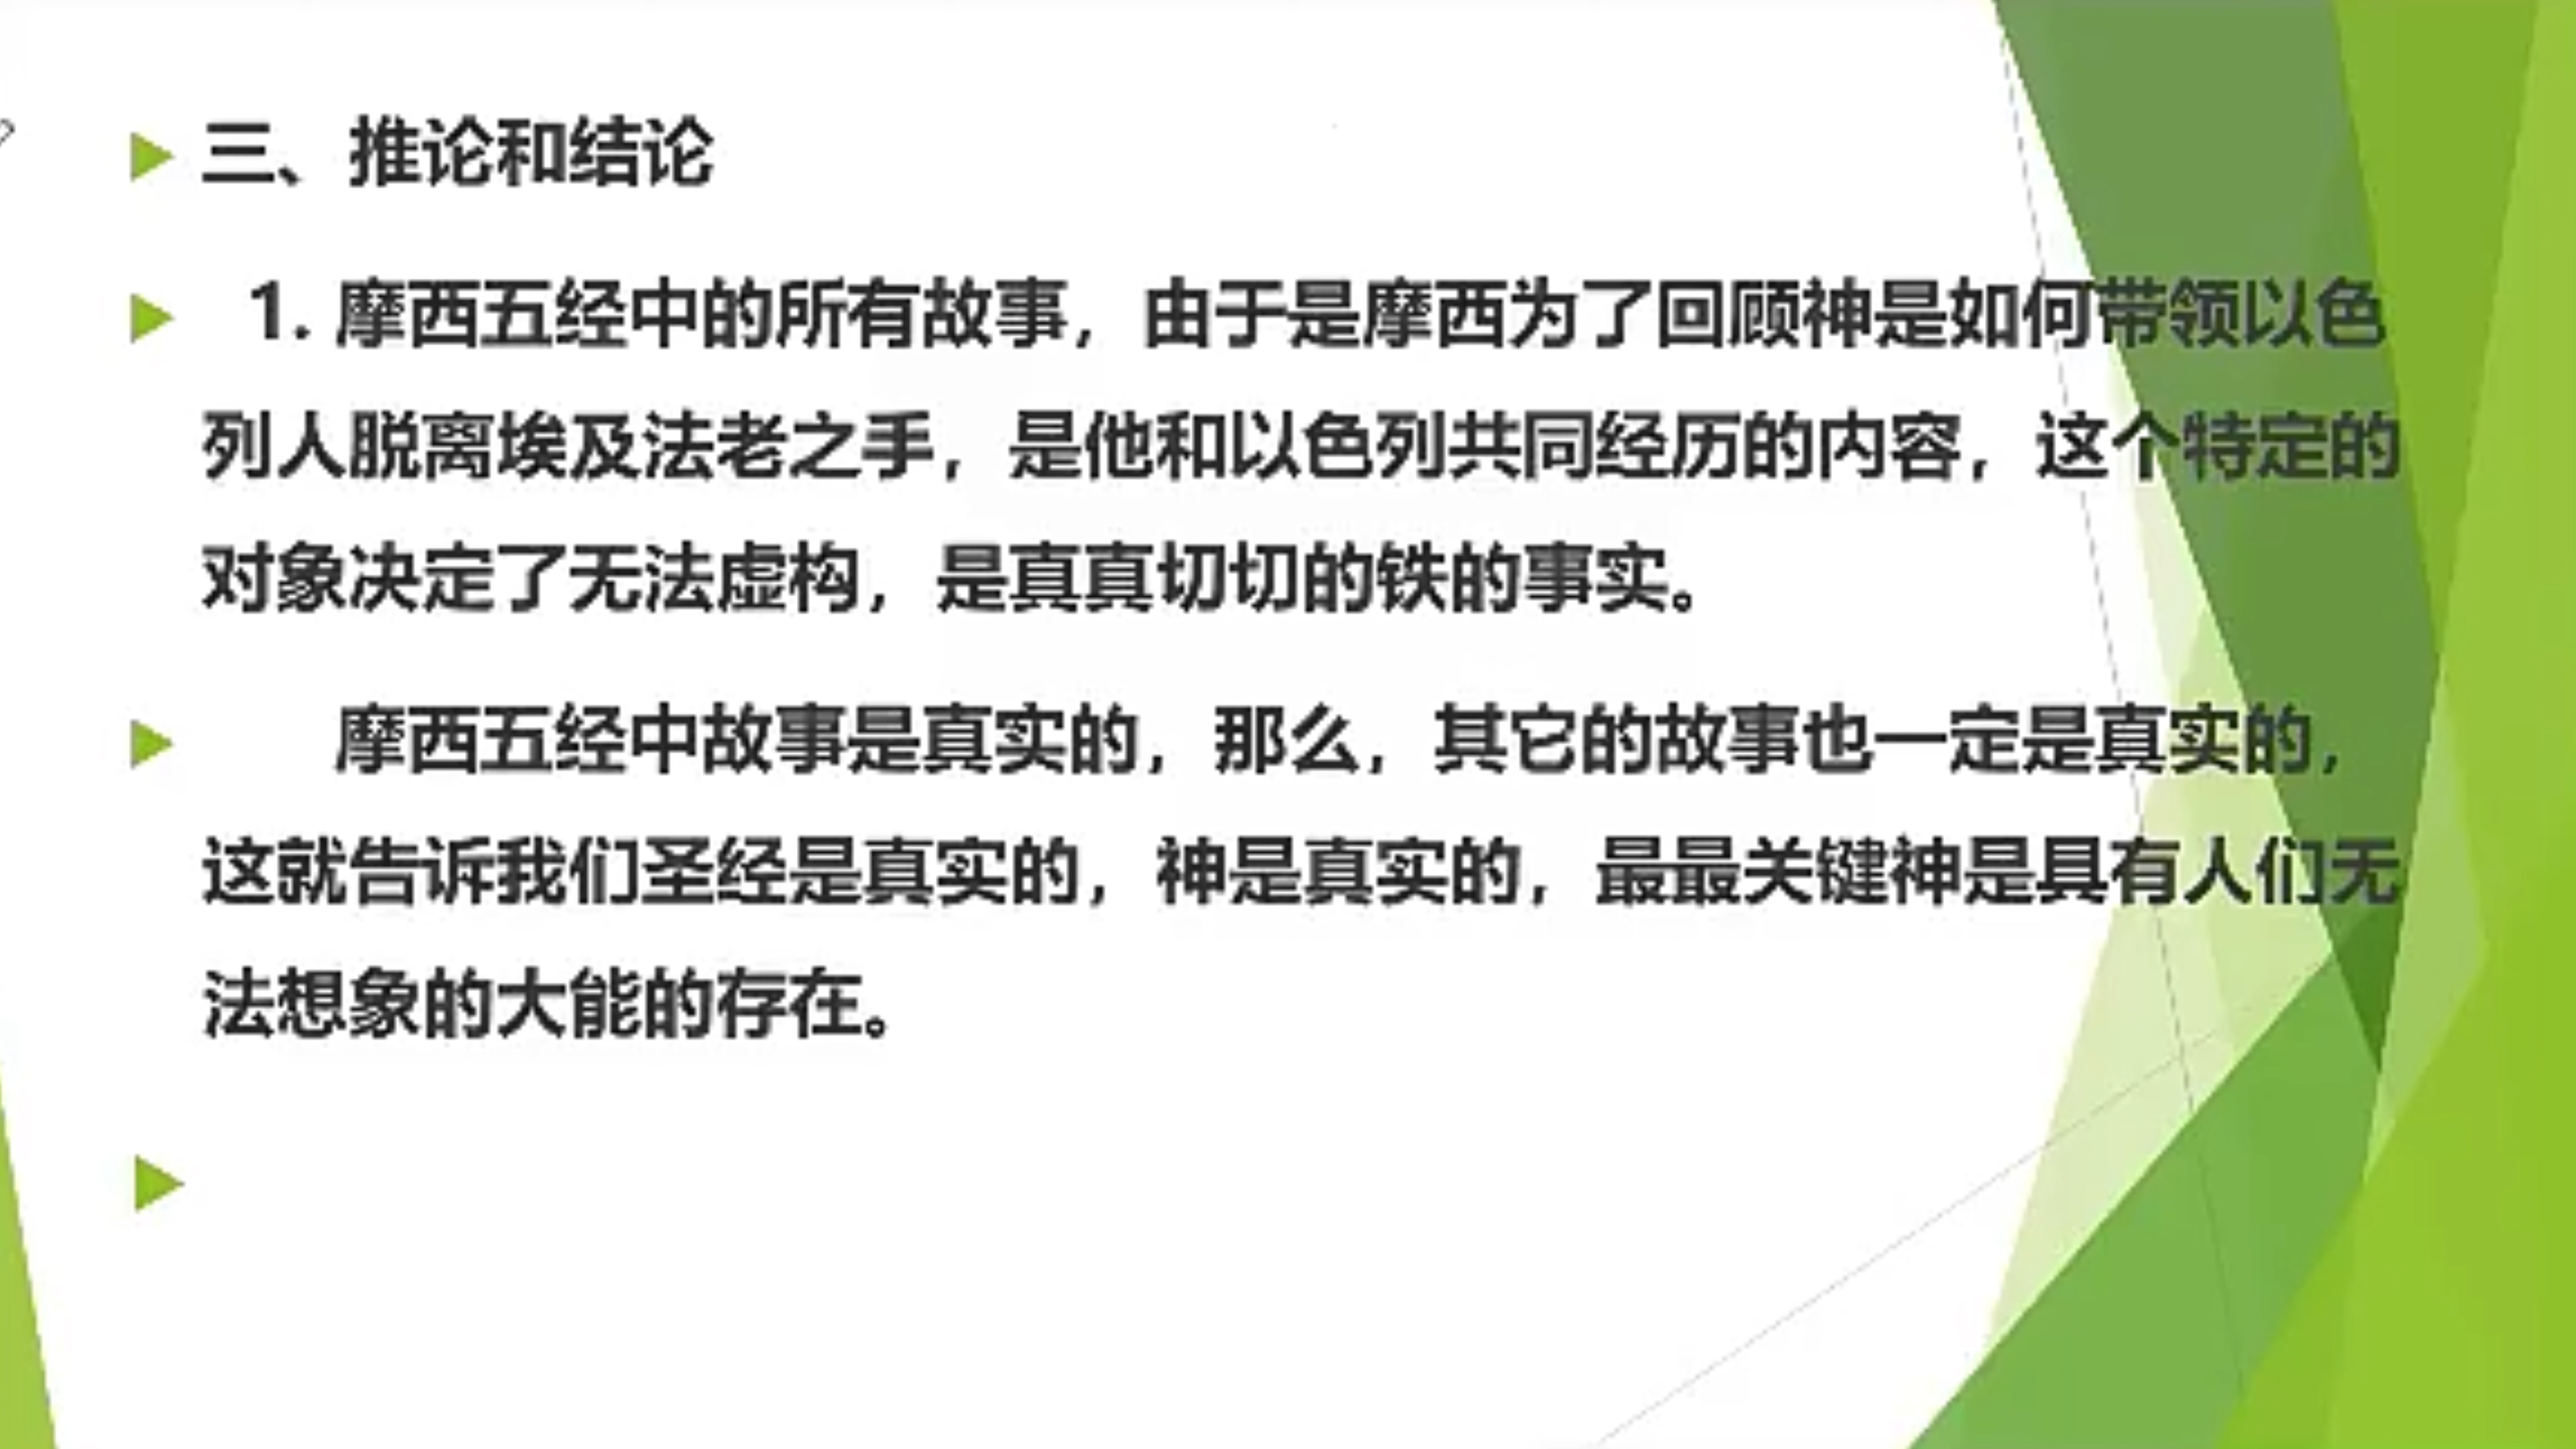 三、推论和结论
1. 摩西五经中的所有故事，由于是摩西为了回顾神是如何带领以色
列人脱离埃及法老之手，是他和以色列共同经历的内容，这个特定的
对象决定了无法虚构，是真真切切的铁的事实。
摩西五经中故事是真实的，那么，其它的故事也一定是真实的，
这就告诉我们圣经是真实的，神是真实的，最最关键神是具有人们无
法想象的大能的存在。